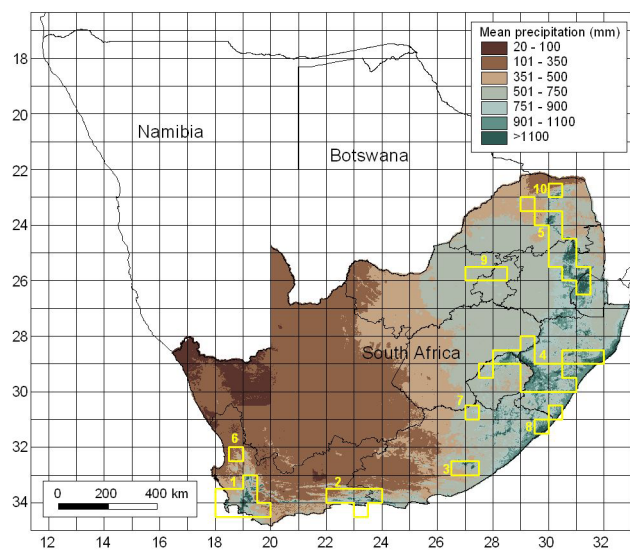 Mean precipitation (mm)
20 - 100
101 - 350
351 - 500
501 - 750
751 - 900
901 - 1100
>1100
18
20
22
24
26
28
30
32
34
Namibia
Botswana
South Africa
10
5
9
4
7
8
6
3
1
2
0 200 400 km
12 14 16 18 20 22 24 26 28 30 32